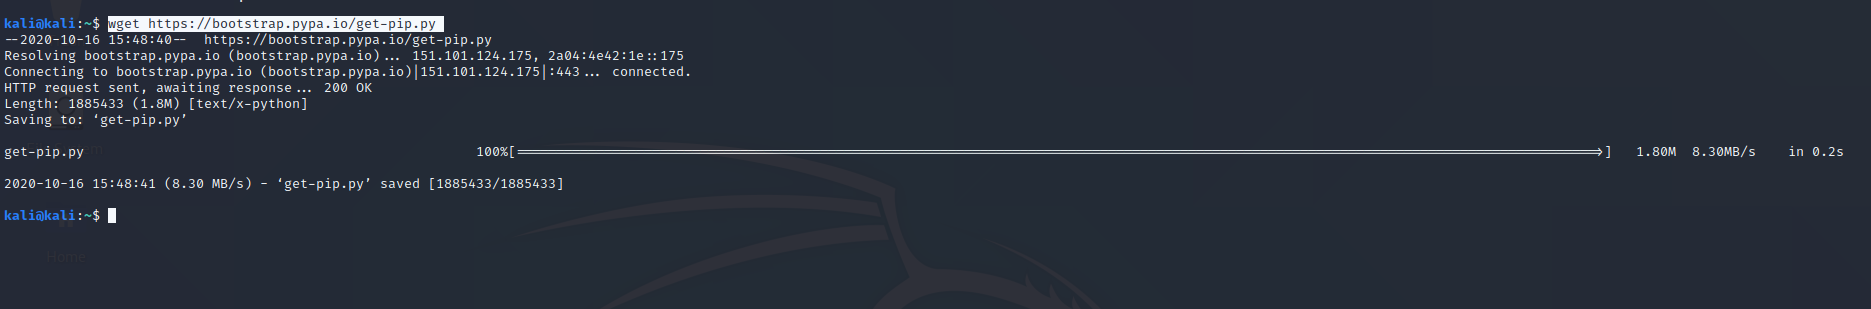 kali@kali:~$ wget https://bootstrap.pypa.io/get-pip.py
--2020-10-16 15:48:40--  https://bootstrap.pypa.io/get-pip.py
Resolving bootstrap.pypa.io (bootstrap.pypa.io)... 151.101.124.175, 2a04:4e42:1e::175
Connecting to bootstrap.pypa.io (bootstrap.pypa.io)|151.101.124.175|:443... connected.
HTTP request sent, awaiting response... 200 OK
Length: 1885433 (1.8M) [text/x-python]
Saving to: ‘get-pip.py’
get-pip.py 100%[===================================================>] 1.80M 8.30MB/s in 0.2s
2020-10-16 15:48:41 (8.30 MB/s) - ‘get-pip.py’ saved [1885433/1885433]
kali@kali:~$
Home